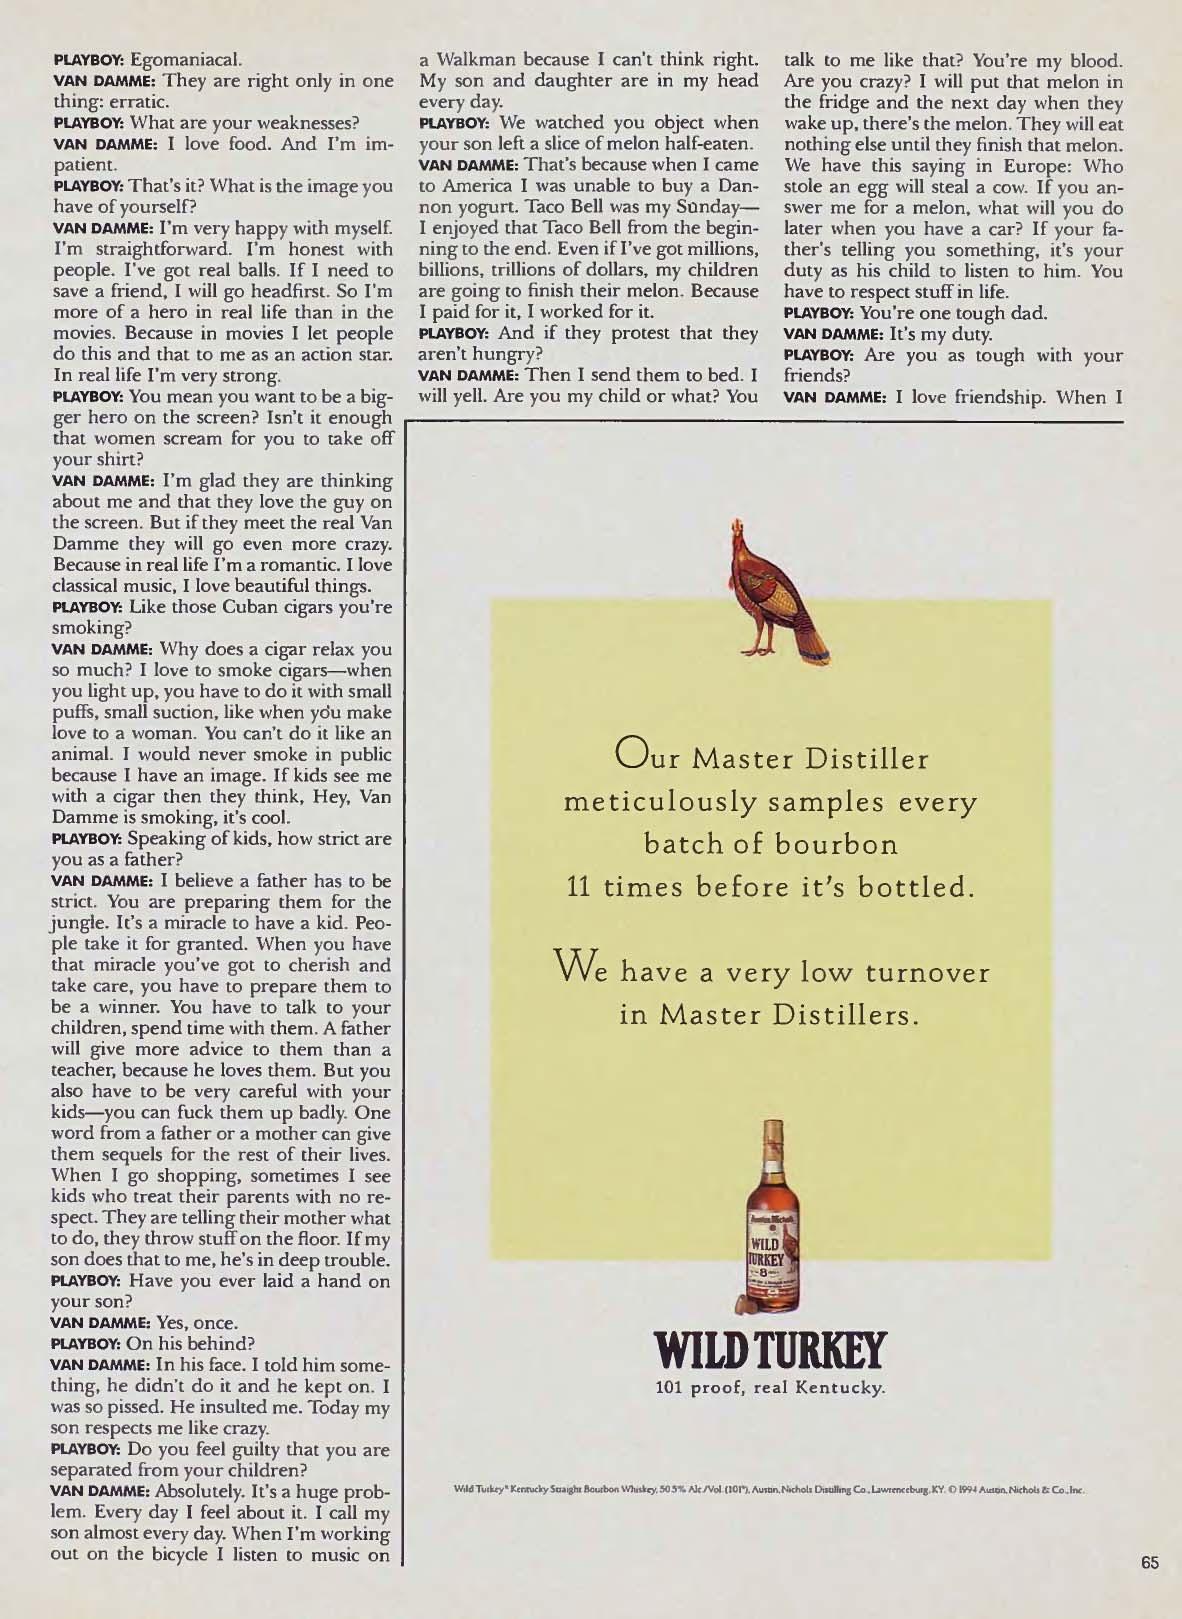 PLAYBOY: Egomaniacal.
VAN DAMME: They are right only in one
thing: erratic.
PLAYBOY: What are your weaknesses?
VAN DAMME: I love food. And I'm im-
patient.
PLAYBOY: That's it? What is the image you
have of yourself?
VAN DAMME: I'm very happy with myself.
I'm straightforward. I'm honest with
people. I've got real balls. If I need to
save a friend, I will go headfirst. So I'm
more of a hero in real life than in the
movies. Because in movies I let people
do this and that to me as an action star.
In real life I'm very strong.
PLAYBOY: You mean you want to be a big-
ger hero on the screen? Isn't it enough
that women scream for you to take off
your shirt?
VAN DAMME: I'm glad they are thinking
about me and that they love the guy on
the screen. But if they meet the real Van
Damme they will go even more crazy.
Because in real life I'm a romantic. I love
classical music, I love beautiful things.
PLAYBOY: Like those Cuban cigars you're
smoking?
VAN DAMME: Why does a cigar relax you
so much? I love to smoke cigars—when
you light up, you have to do it with small
puffs, small suction, like when you make
love to a woman. You can't do it like an
animal. I would never smoke in public
because I have an image. If kids see me
with a cigar then they think, Hey, Van
Damme is smoking, it's cool.
PLAYBOY: Speaking of kids, how strict are
you as a father?
VAN DAMME: I believe a father has to be
strict. You are preparing them for the
jungle. It's a miracle to have a kid. Peo-
ple take it for granted. When you have
that miracle you've got to cherish and
take care, you have to prepare them to
be a winner. You have to talk to your
children, spend time with them. A father
will give more advice to them than a
teacher, because he loves them. But you
also have to be very careful with your
kids—you can fuck them up badly. One
word from a father or a mother can give
them sequels for the rest of their lives.
When I go shopping, sometimes I see
kids who treat their parents with no re-
spect. They are telling their mother what
to do, they throw stuff on the floor. If my
son does that to me, he's in deep trouble.
PLAYBOY: Have you ever laid a hand on
your son?
VAN DAMME: Yes, once.
PLAYBOY: On his behind?
VAN DAMME: In his face. I told him some-
thing, he didn't do it and he kept on. I
was so pissed. He insulted me. Today my
son respects me like crazy.
PLAYBOY: Do you feel guilty that you are
separated from your children?
VAN DAMME: Absolutely. It's a huge prob-
lem. Every day I feel about it. I call my
son almost every day. When I'm working
out on the bicycle I listen to music on
a Walkman because I can't think right.
My son and daughter are in my head
every day.
PLAYBOY: We watched you object when
your son left a slice of melon half-eaten.
VAN DAMME: That's because when I came
to America I was unable to buy a Dan-
non yogurt. Taco Bell was my Sunday—
I enjoyed that Taco Bell from the begin-
ning to the end. Even if I've got millions,
billions, trillions of dollars, my children
are going to finish their melon. Because
I paid for it, I worked for it.
PLAYBOY: And if they protest that they
aren't hungry?
VAN DAMME: Then I send them to bed. I
will yell. Are you my child or what? You
talk to me like that? You're my blood.
Are you crazy? I will put that melon in
the fridge and the next day when they
wake up, there's the melon. They will eat
nothing else until they finish that melon.
We have this saying in Europe: Who
stole an egg will steal a cow. If you an-
swer me for a melon, what will you do
later when you have a car? If your fa-
ther's telling you something, it's your
duty as his child to listen to him. You
have to respect stuff in life.
PLAYBOY: You're one tough dad.
VAN DAMME: It's my duty.
PLAYBOY: Are you as tough with your
friends?
VAN DAMME: I love friendship. When I
Our Master Distiller
meticulously samples every
batch of bourbon
11 times before it's bottled.
We have a very low turnover
in Master Distillers.
WILD
TURKEY
8
WILD TURKEY
101 proof, real Kentucky.
Wild Turkey® Kentucky Straight Bourbon Whiskey, 50.5% Alc./Vol. (101°), Austin, Nichols Distilling Co., Lawrenceburg, KY. © 1994 Austin, Nichols & Co., Inc.
65